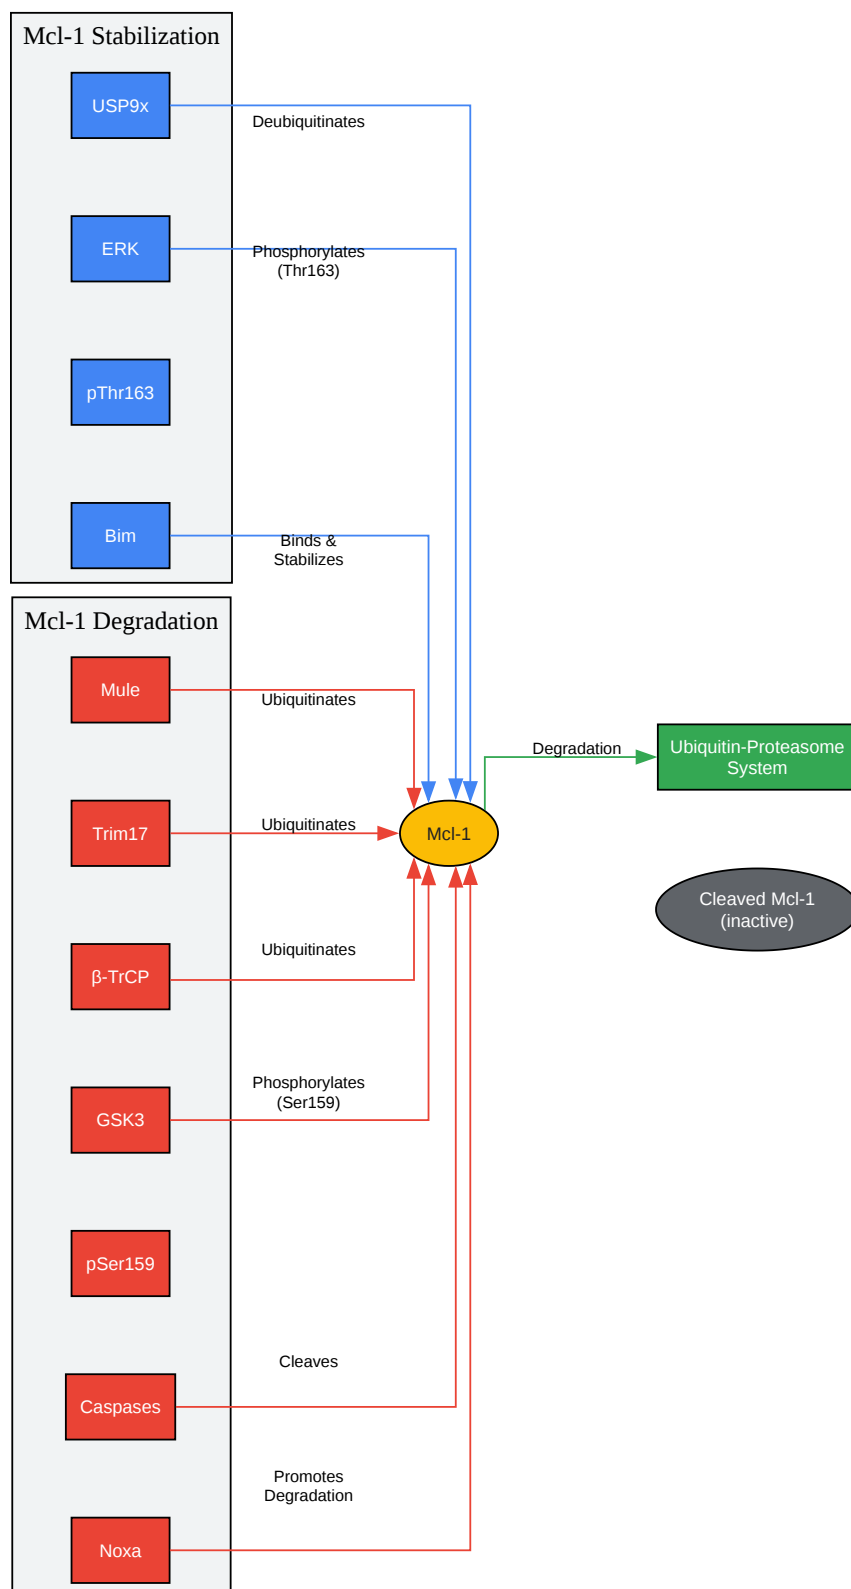 Mcl-1 Stabilization
USP9x
Deubiquitinates
ERK
Phosphorylates
(Thr163)
pThr163
Bim
Binds &
Stabilizes
Mcl-1 Degradation
Mule
Ubiquitinates
Trim17
Ubiquitinates
β-TrCP
Ubiquitinates
GSK3
Phosphorylates
(Ser159)
pSer159
Caspases
Cleaves
Noxa
Promotes
Degradation
Mcl-1
Degradation
Ubiquitin-Proteasome
System
Cleaved Mcl-1
(inactive)